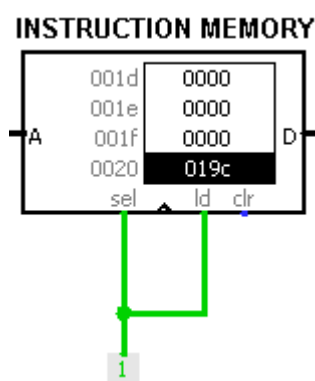 INSTRUCTION MEMORY
001d 0000
001e 0000
A 001f 0000 D
0020 019c
sel ld clr
1